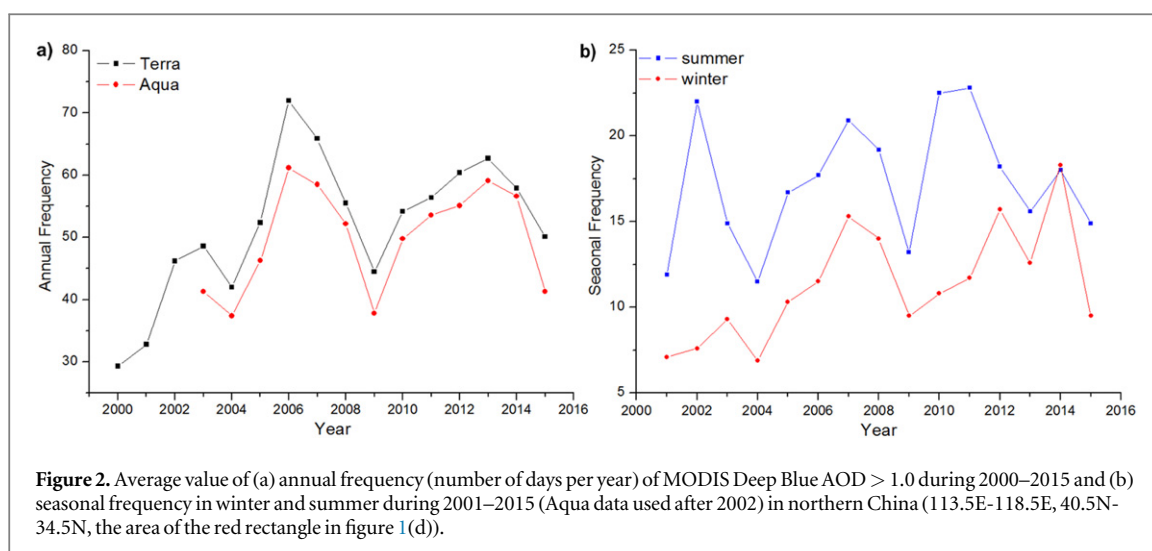 a)
Terra
Aqua
Annual Frequency
80
70
60
50
40
30
2000 2002 2004 2006 2008 2010 2012 2014 2016
Year
b)
summer
winter
Seaonal Frequency
25
20
15
10
5
2000 2002 2004 2006 2008 2010 2012 2014 2016
Year
Figure 2. Average value of (a) annual frequency (number of days per year) of MODIS Deep Blue AOD > 1.0 during 2000–2015 and (b)
seasonal frequency in winter and summer during 2001–2015 (Aqua data used after 2002) in northern China (113.5E-118.5E, 40.5N-
34.5N, the area of the red rectangle in figure 1(d)).